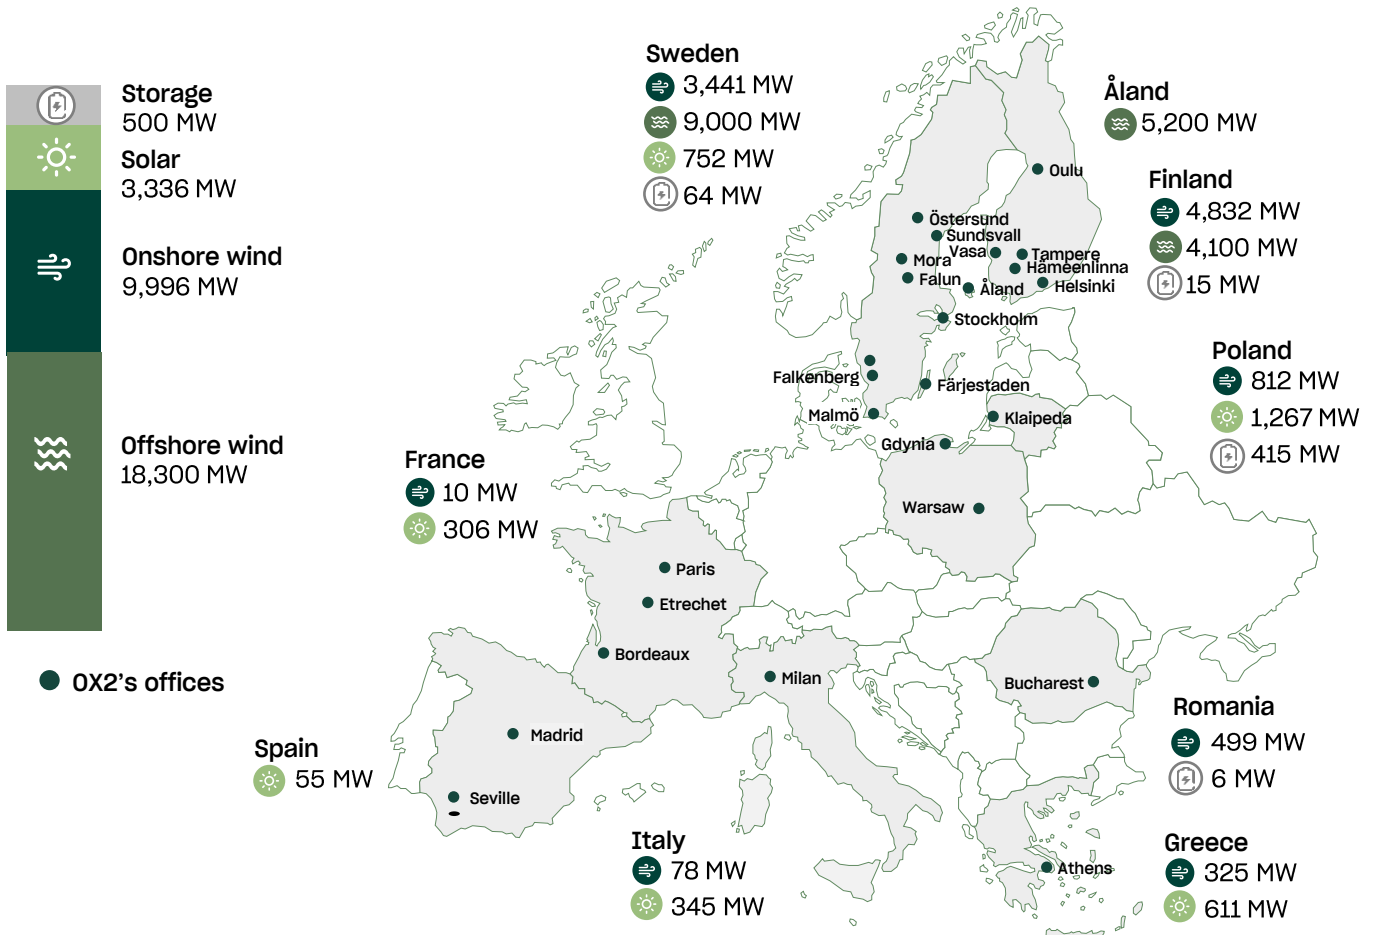 Storage
500 MW
Solar
3,336 MW
Onshore wind
9,996 MW
Offshore wind
18,300 MW
OX2's offices
Sweden
3,441 MW
9,000 MW
752 MW
64 MW
Åland
5,200 MW
Finland
4,832 MW
4,100 MW
15 MW
Poland
812 MW
1,267 MW
415 MW
France
10 MW
306 MW
Spain
55 MW
Italy
78 MW
345 MW
Romania
499 MW
6 MW
Greece
325 MW
611 MW
Oulu
Östersund
Sundsvall
Vasa
Tampere
Mora
Hämeenlinna
Falun
Åland
Helsinki
Stockholm
Falkenberg
Färjestaden
Malmö
Klaipeda
Gdynia
Warsaw
Paris
Etrechet
Bordeaux
Milan
Bucharest
Madrid
Seville
Athens